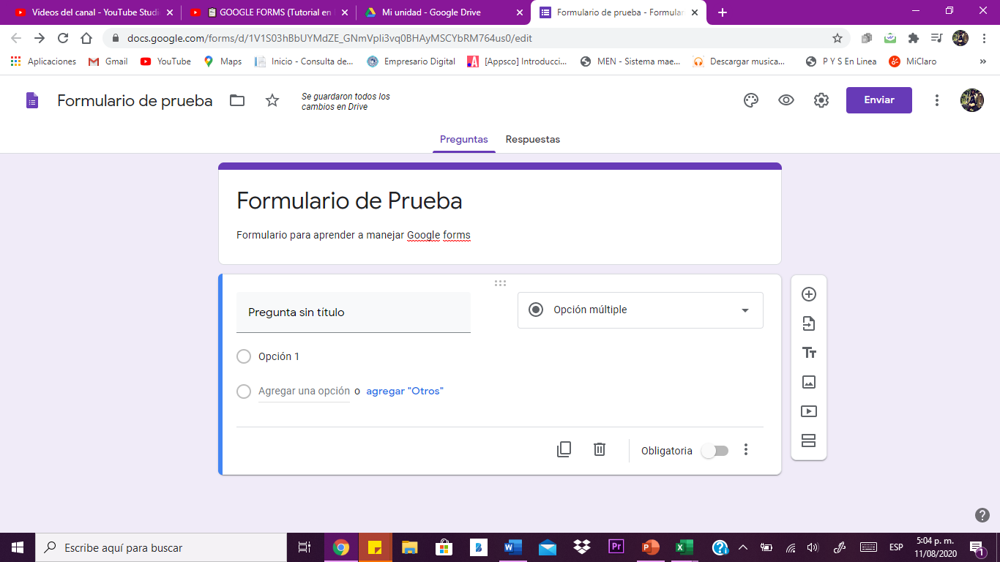 Videos del canal - YouTube Studi
GOOGLE FORMS (Tutorial en
Mi unidad - Google Drive
Formulario de prueba - Formular
docs.google.com/forms/d/1V1S03hBbUYMdZE_GNmVpIi3vq0BHAyMSCYbRM764us0/edit
Aplicaciones
Gmail
YouTube
Maps
Inicio - Consulta de...
Empresario Digital
[Appsco] Introducci...
MEN - Sistema mae...
Descargar musica...
P Y S En Linea
MiClaro
»
Formulario de prueba
Se guardaron todos los
cambios en Drive
Enviar
Preguntas
Respuestas
Formulario de Prueba
Formulario para aprender a manejar Google forms
Pregunta sin título
Opción múltiple
Opción 1
Agregar una opción o agregar "Otros"
Obligatoria
Escribe aquí para buscar
ESP
5:04 p. m.
11/08/2020
1